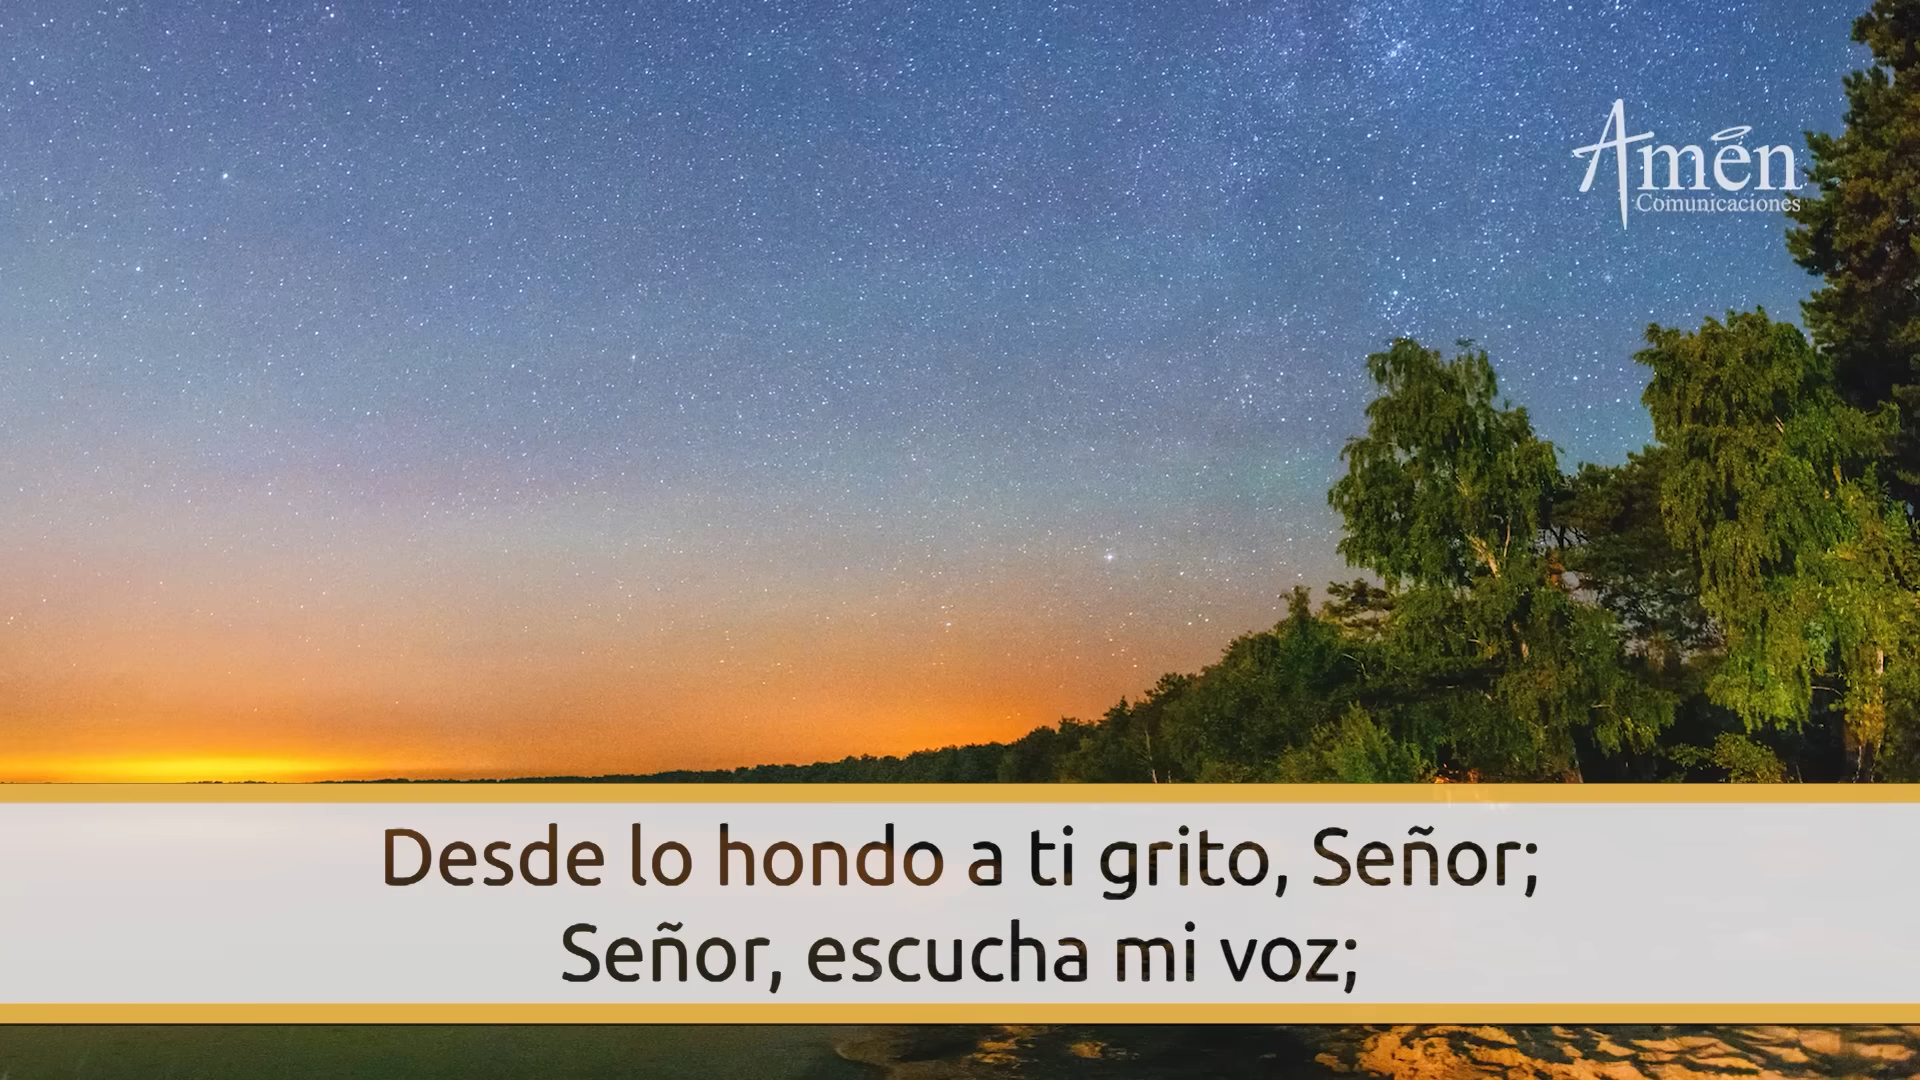 Amén
Comunicaciones
Desde lo hondo a ti grito, Señor;
Señor, escucha mi voz;